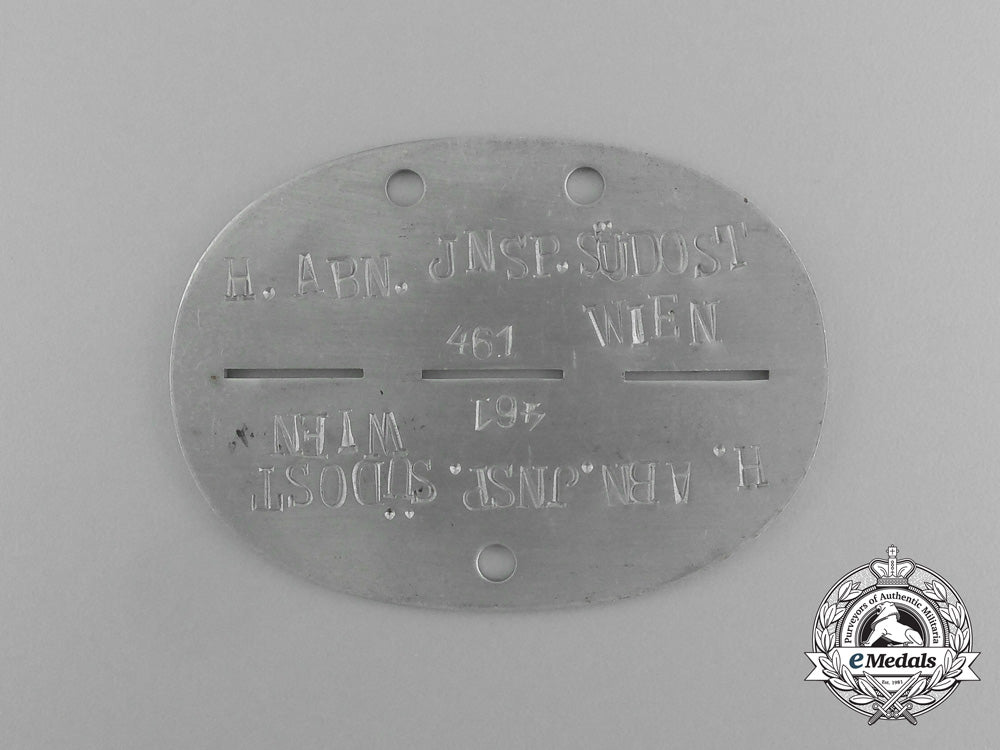 H. ABN. JNSP. SÜDOST
WIEN
461
461
H. ABN. JNSP. SÜDOST
WIEN
Purveyors of Authentic Militaria
eMedals
Est. 1981